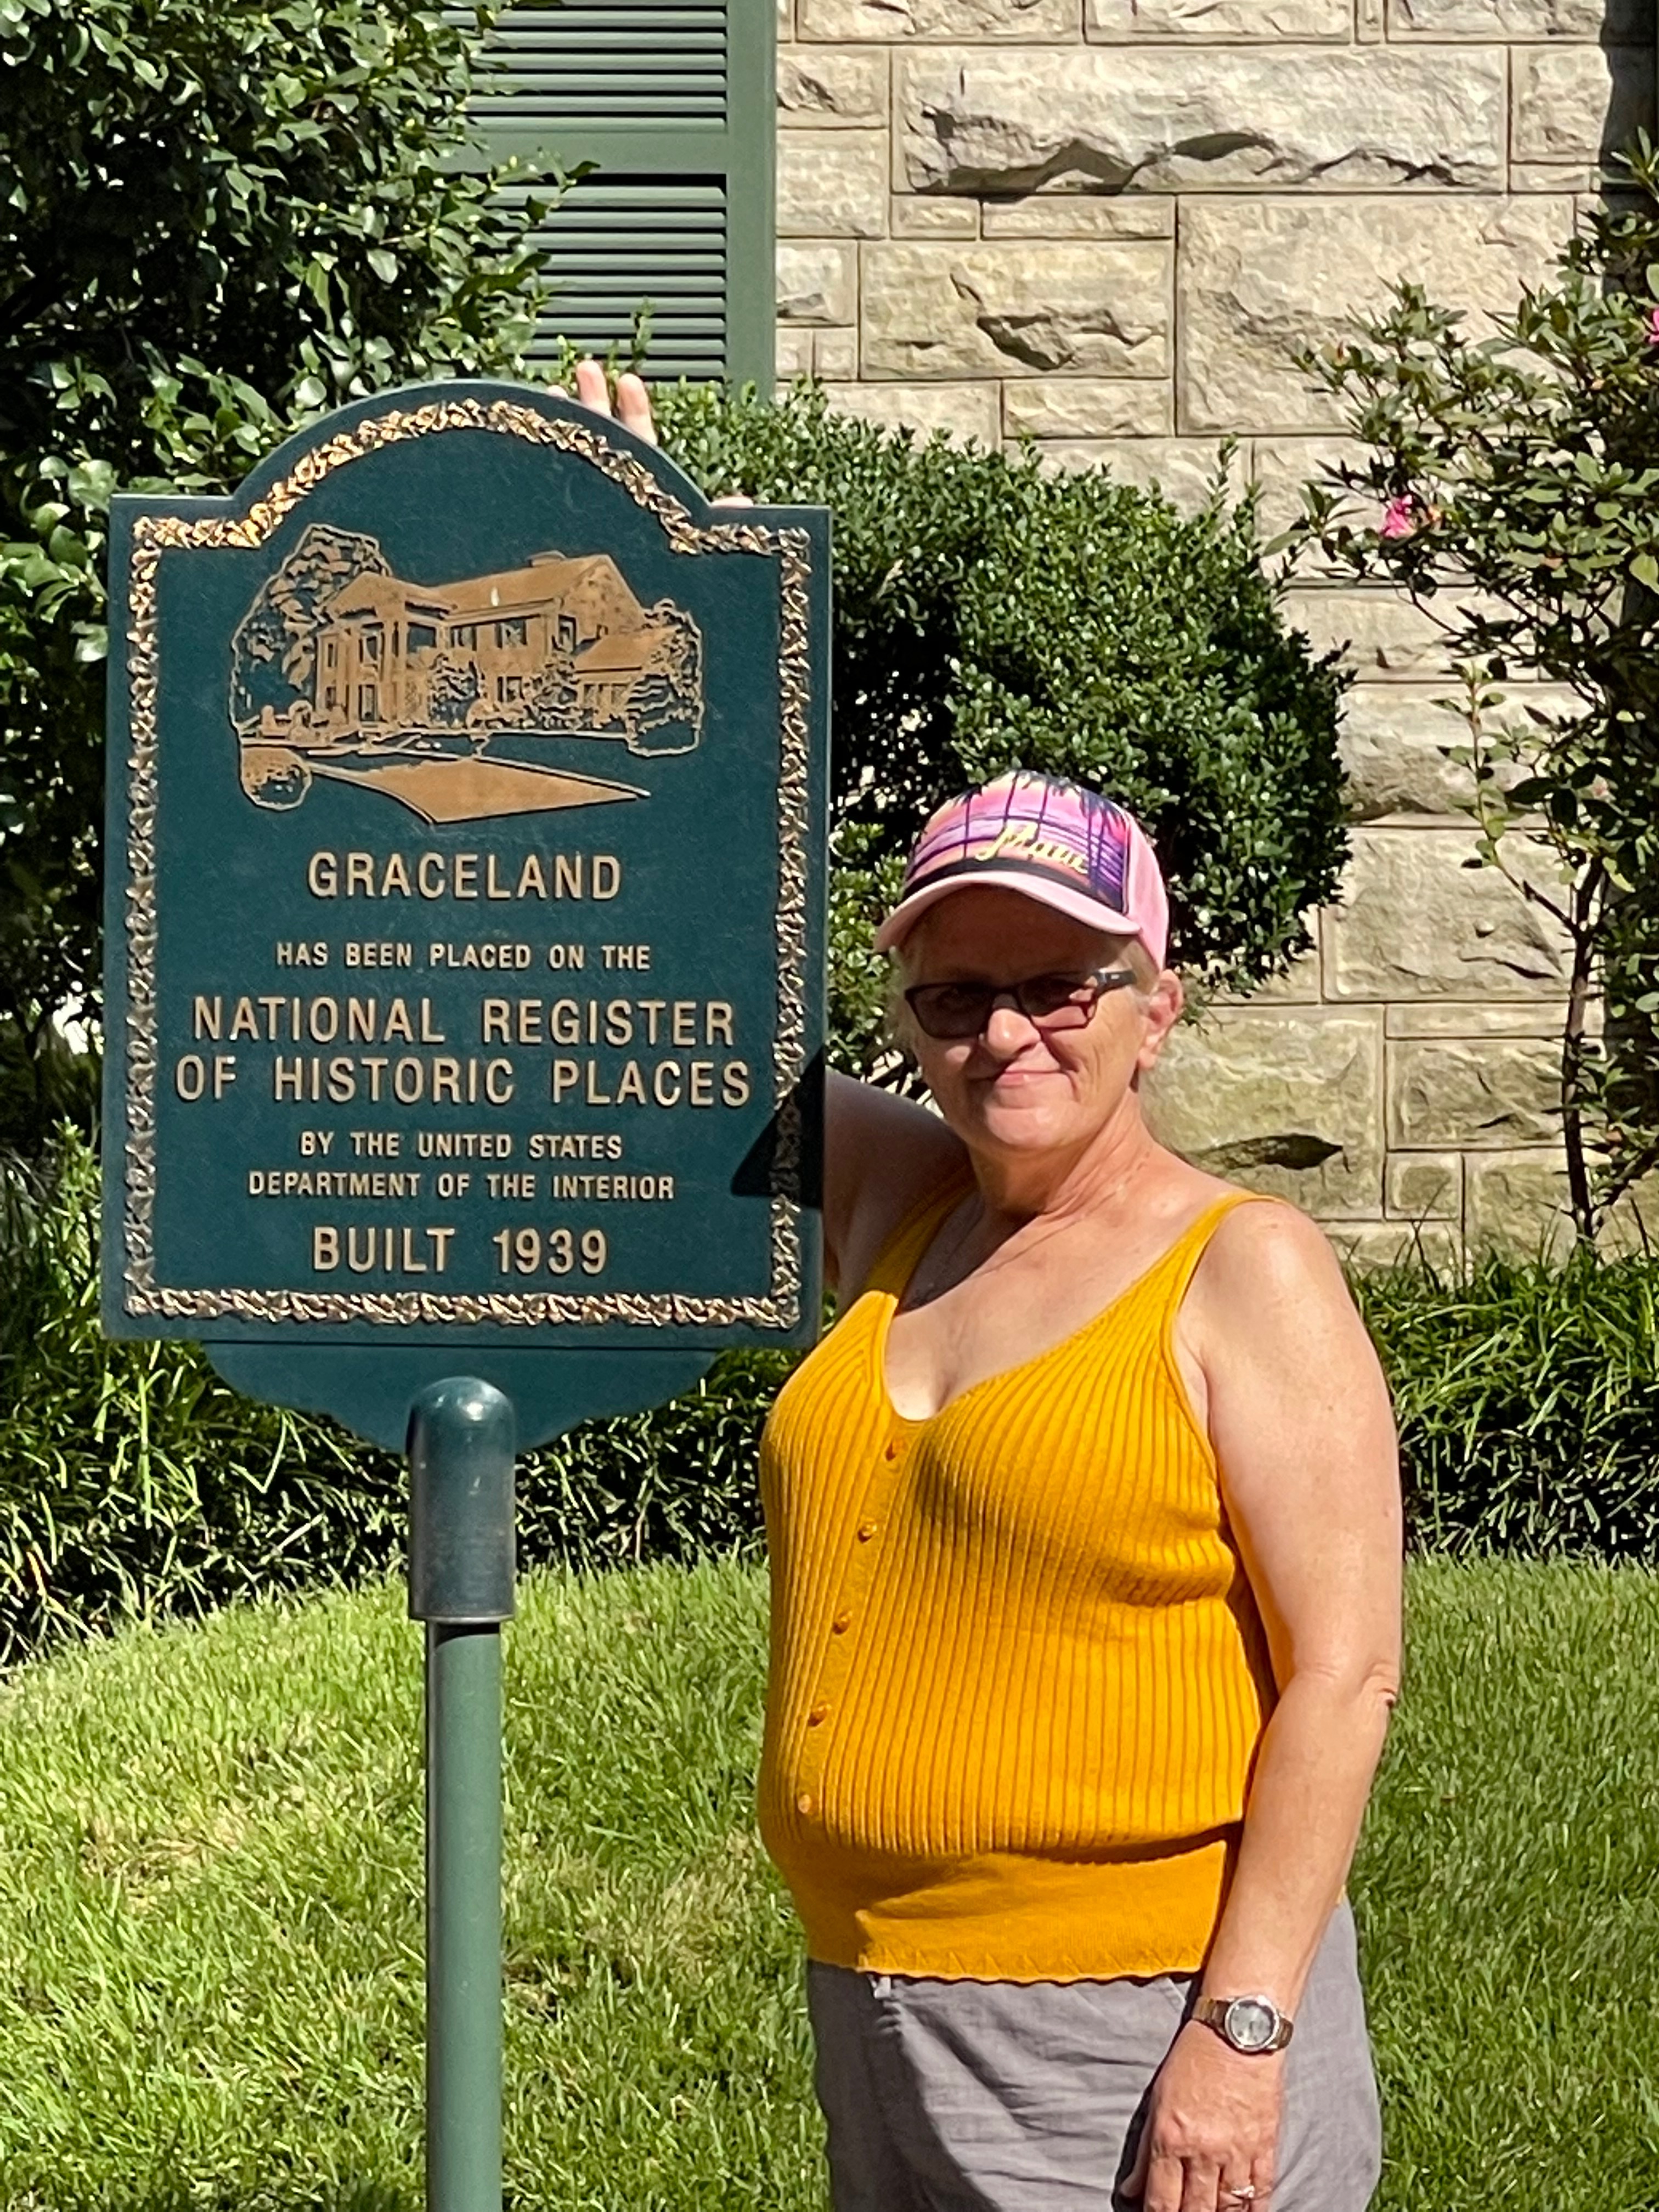 GRACELAND
HAS BEEN PLACED ON THE
NATIONAL REGISTER
OF HISTORIC PLACES
BY THE UNITED STATES
DEPARTMENT OF THE INTERIOR
BUILT 1939